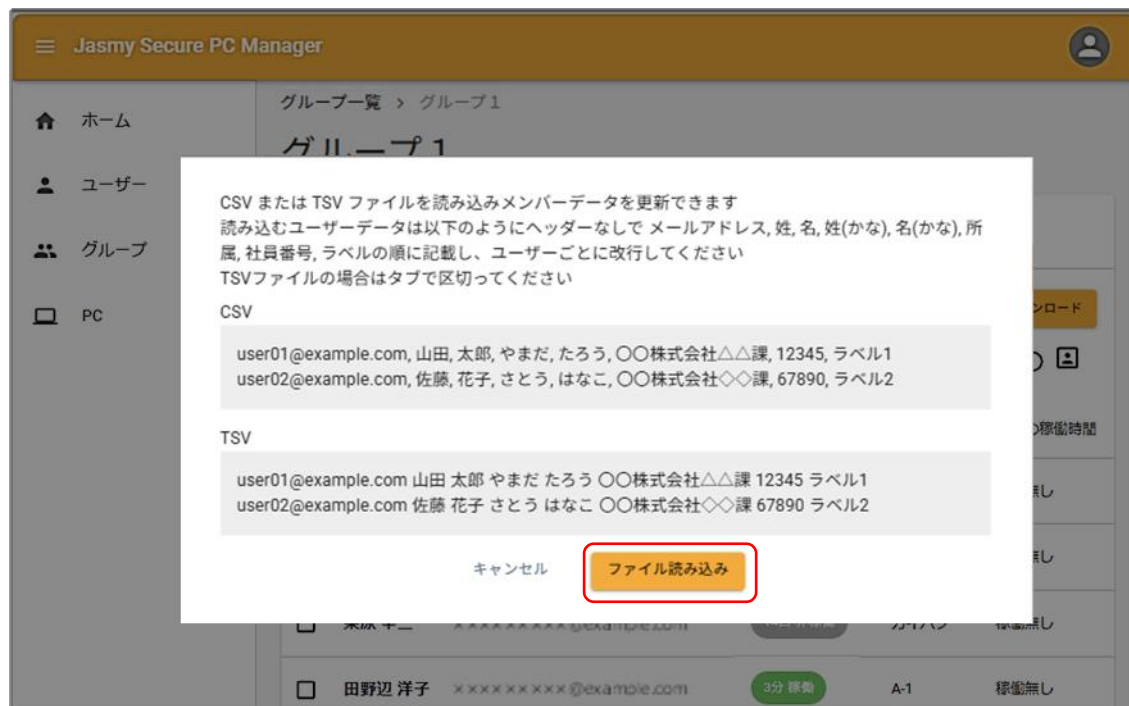 Jasmy Secure PC Manager
グループ一覧 › グループ1
ホーム
グループ1
ユーザー
グループ
PC
CSV または TSV ファイルを読み込みメンバーデータを更新できます
読み込むユーザーデータは以下のようにヘッダーなしで メールアドレス, 姓, 名, 姓(かな), 名(かな), 所
属, 社員番号, ラベルの順に記載し、ユーザーごとに改行してください
TSVファイルの場合はタブで区切ってください
CSV
user01@example.com, 山田, 太郎, やまだ, たろう, 〇〇株式会社△△課, 12345, ラベル1
user02@example.com, 佐藤, 花子, さとう, はなこ, 〇〇株式会社◇◇課, 67890, ラベル2
TSV
user01@example.com 山田 太郎 やまだ たろう 〇〇株式会社△△課 12345 ラベル1
user02@example.com 佐藤 花子 さとう はなこ 〇〇株式会社◇◇課 67890 ラベル2
キャンセル
ファイル読み込み
ンロード
の稼働時間
無し
無し
×××××××××@example.com 稼働無し
田野辺 洋子 ×××××××××@example.com 3分 稼働 A-1 稼働無し